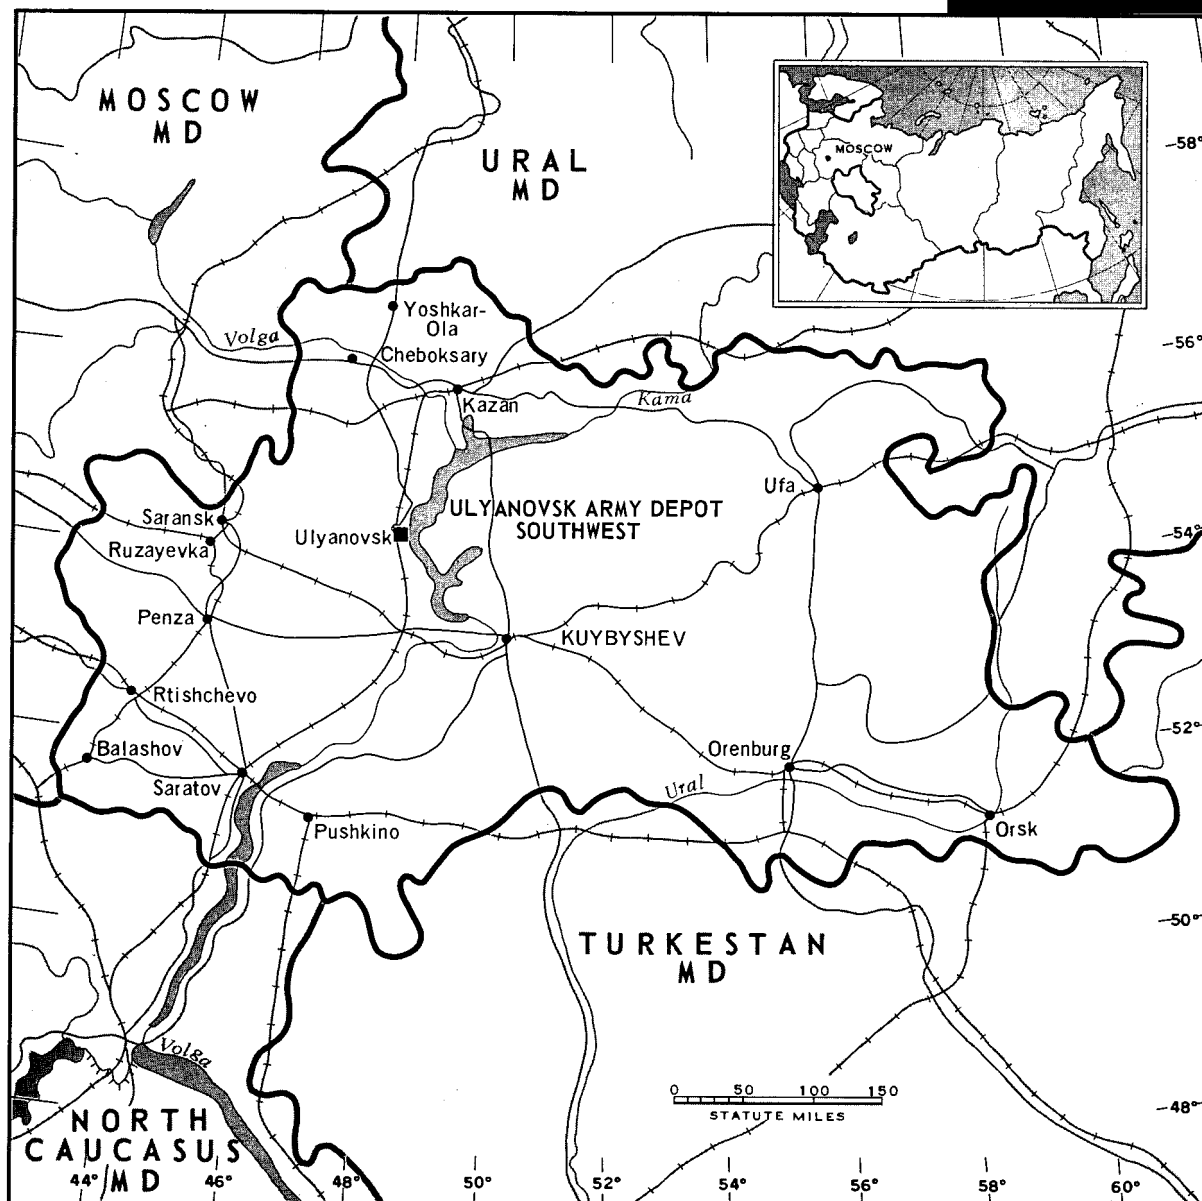 MOSCOW
MD
URAL
MD
MOSCOW
58°
Yoshkar-
Ola
Volga
Cheboksary
56°
Kazan
Kama
Ufa
Saransk
ULYANOVSK ARMY DEPOT
SOUTHWEST
Ulyanovsk
54°
Ruzayevka
Penza
KUYBYSHEV
Rtishchevo
52°
Balashov
Orenburg
Saratov
Ural
Pushkino
Orsk
50°
TURKESTAN
MD
Volga
0 50 100 150
STATUTE MILES
48°
NORTH
CAUCASUS
MD
44° 46° 48° 50° 52° 54° 56° 58° 60°